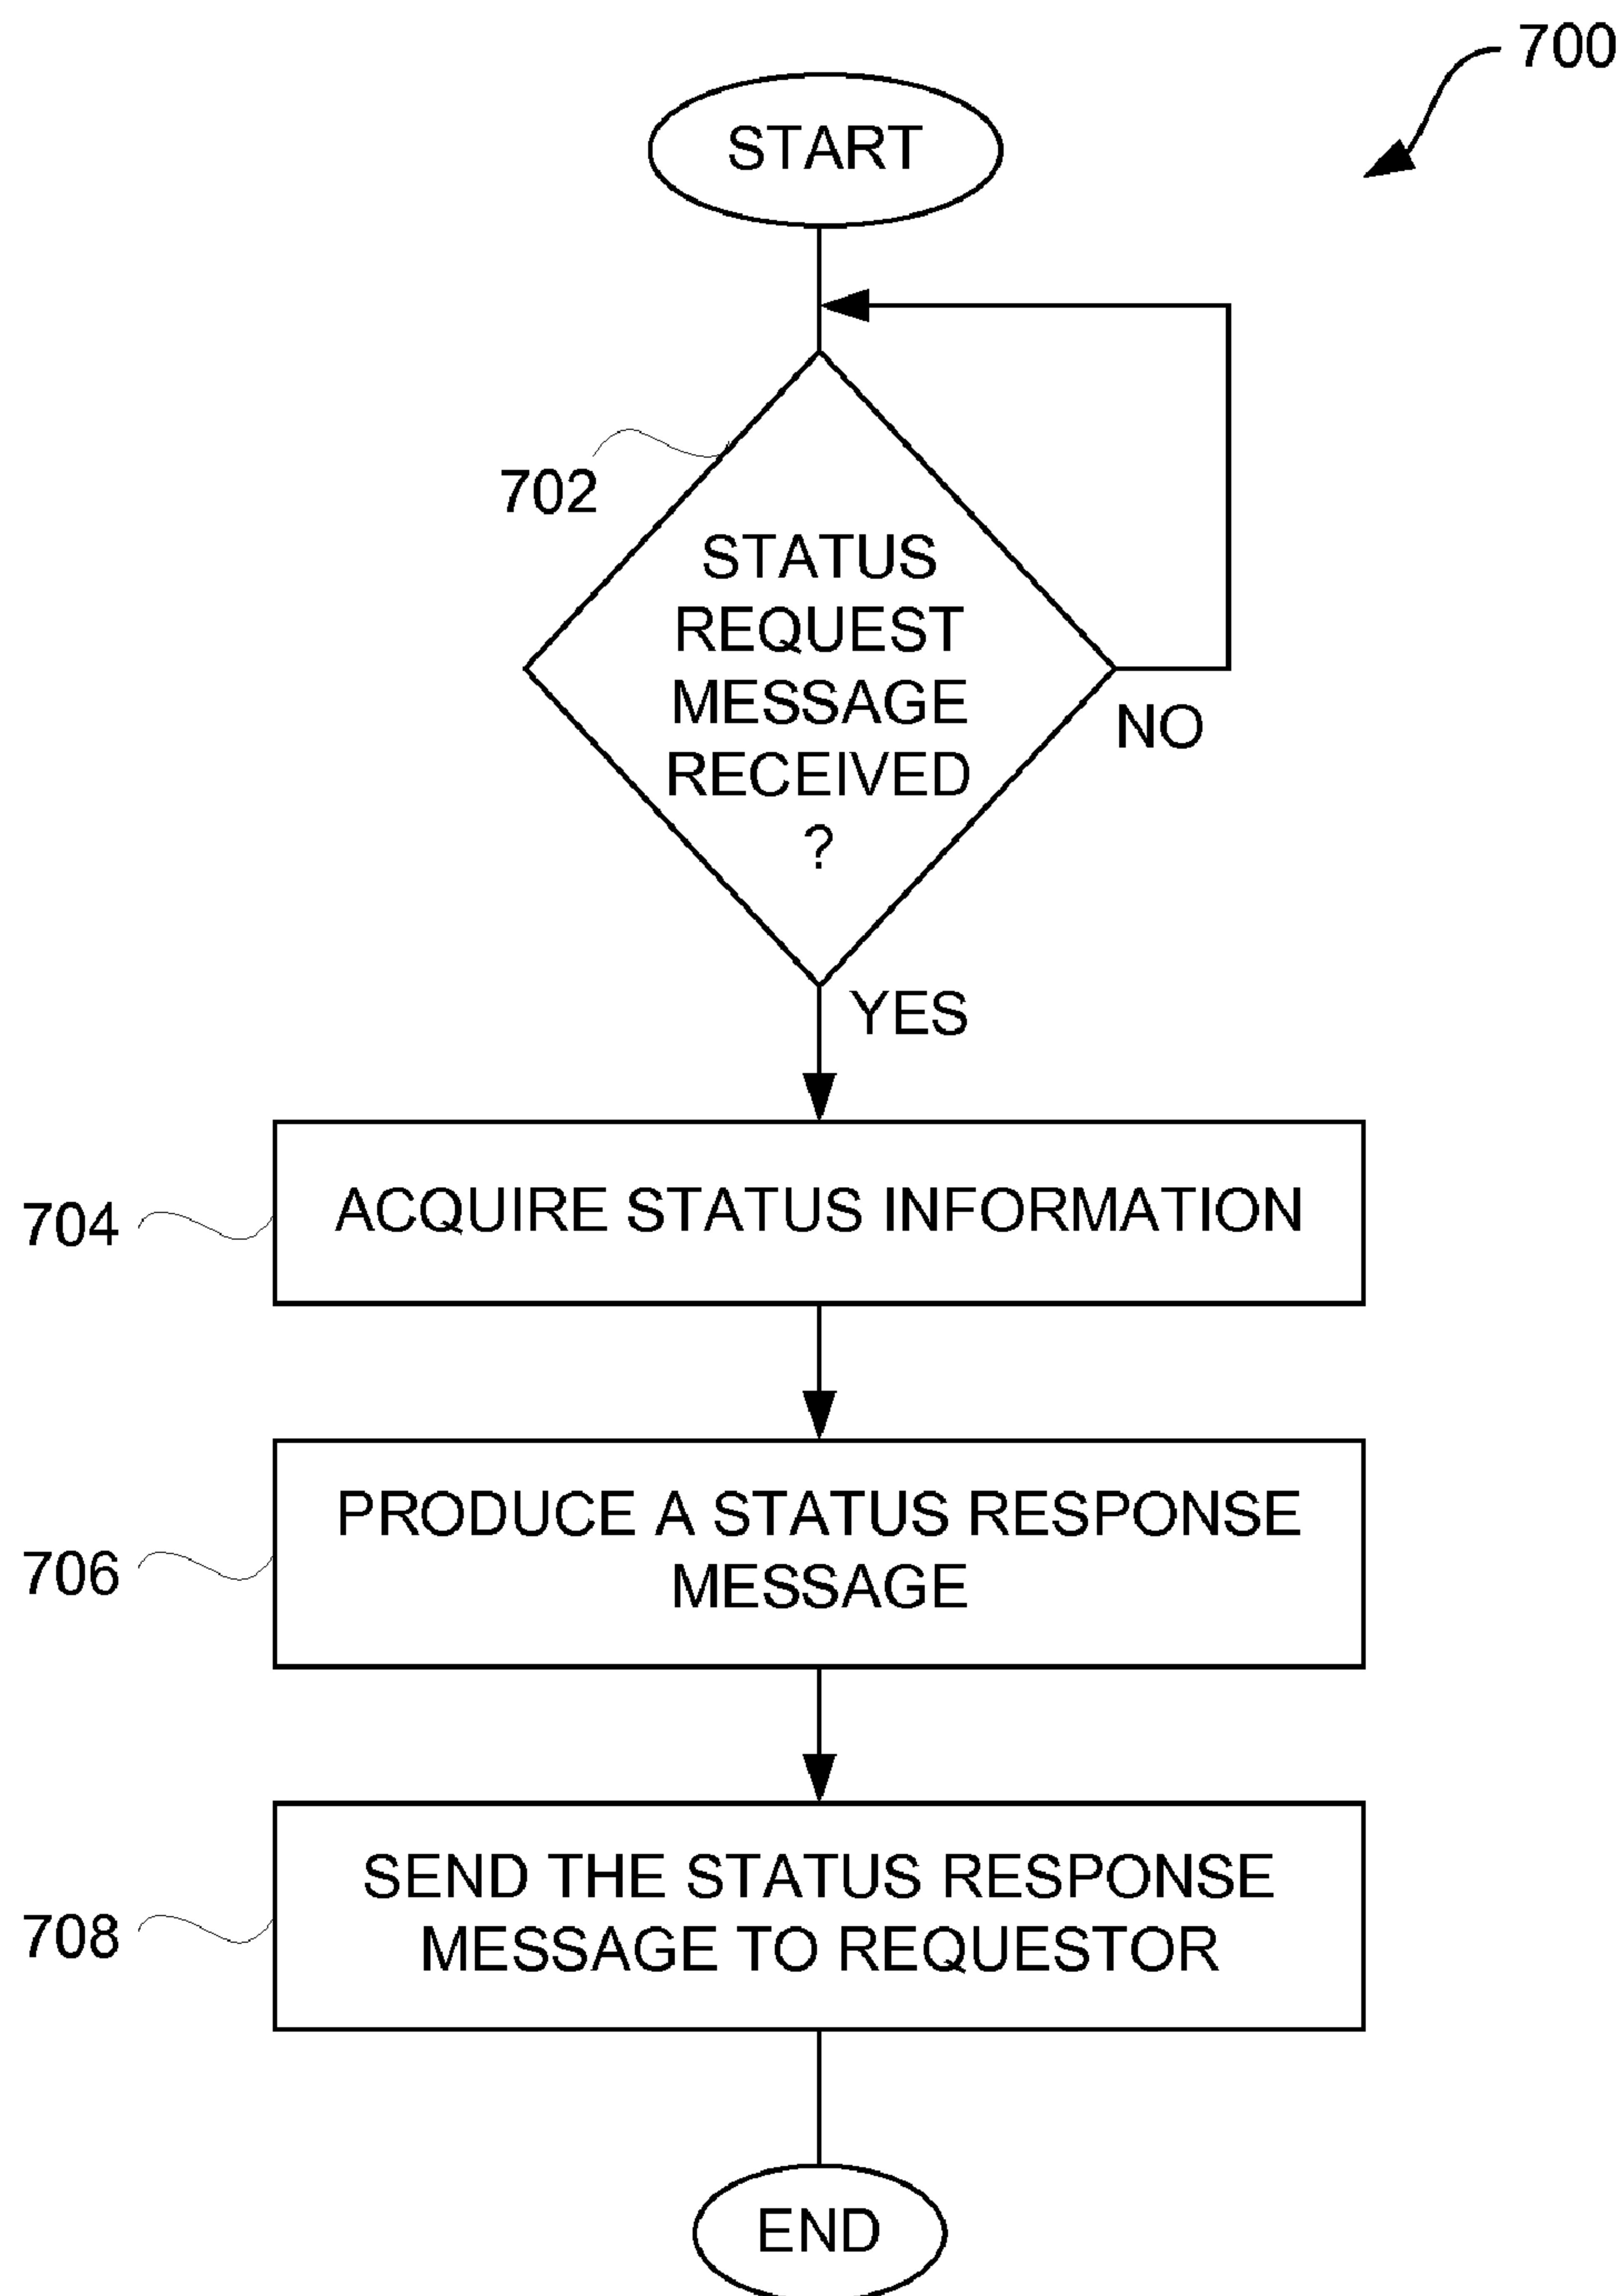 700
START
702
STATUS
REQUEST
MESSAGE
RECEIVED
?
NO
YES
704
ACQUIRE STATUS INFORMATION
706
PRODUCE A STATUS RESPONSE
MESSAGE
708
SEND THE STATUS RESPONSE
MESSAGE TO REQUESTOR
END